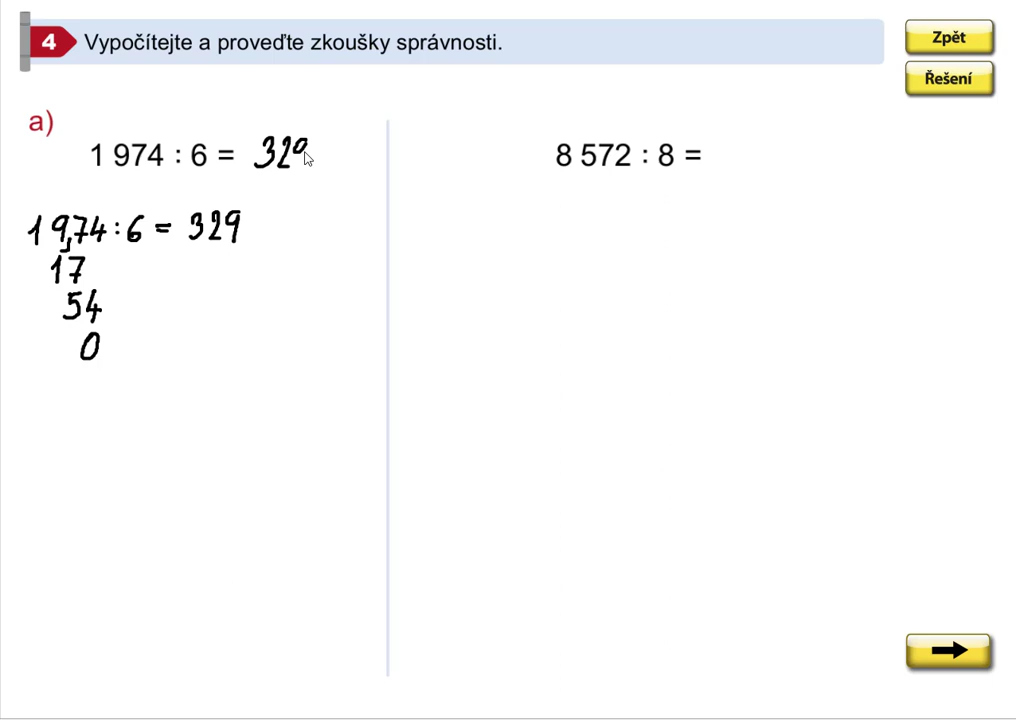 4 Vypočítejte a proveďte zkoušky správnosti.
Zpět
Řešení
a)
1 974 : 6 = 329
8 572 : 8 =
1974 : 6 = 329
17
54
0